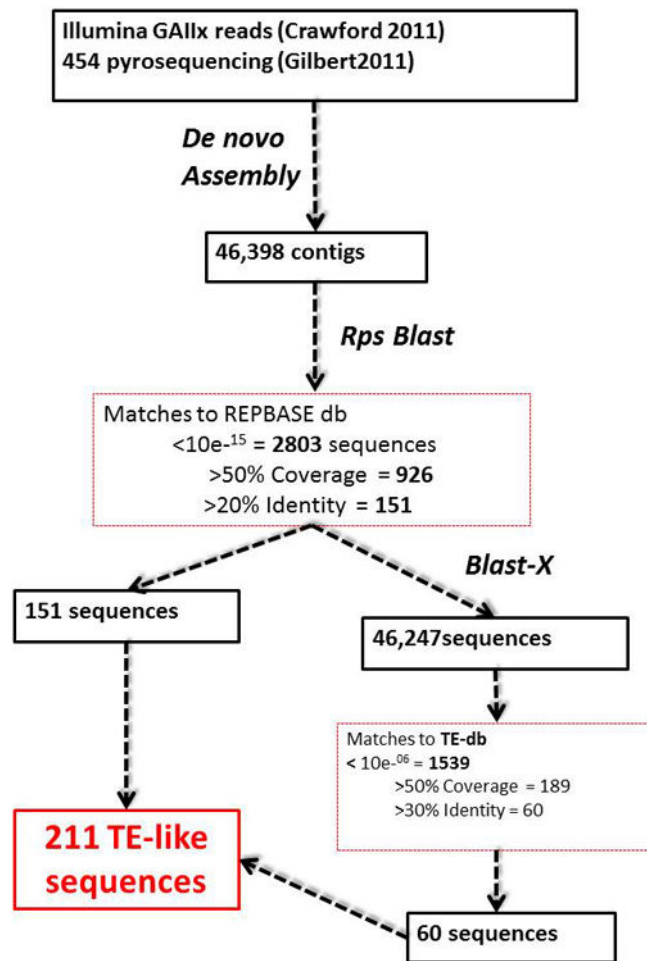 Illumina GAIIx reads (Crawford 2011)
454 pyrosequencing (Gilbert2011)
De novo
Assembly
46,398 contigs
Rps Blast
Matches to REPBASE db
<10e-¹⁵ = 2803 sequences
>50% Coverage = 926
>20% Identity = 151
Blast-X
151 sequences
46,247sequences
Matches to TE-db
< 10e-⁰⁶ = 1539
>50% Coverage = 189
>30% Identity = 60
211 TE-like
sequences
60 sequences